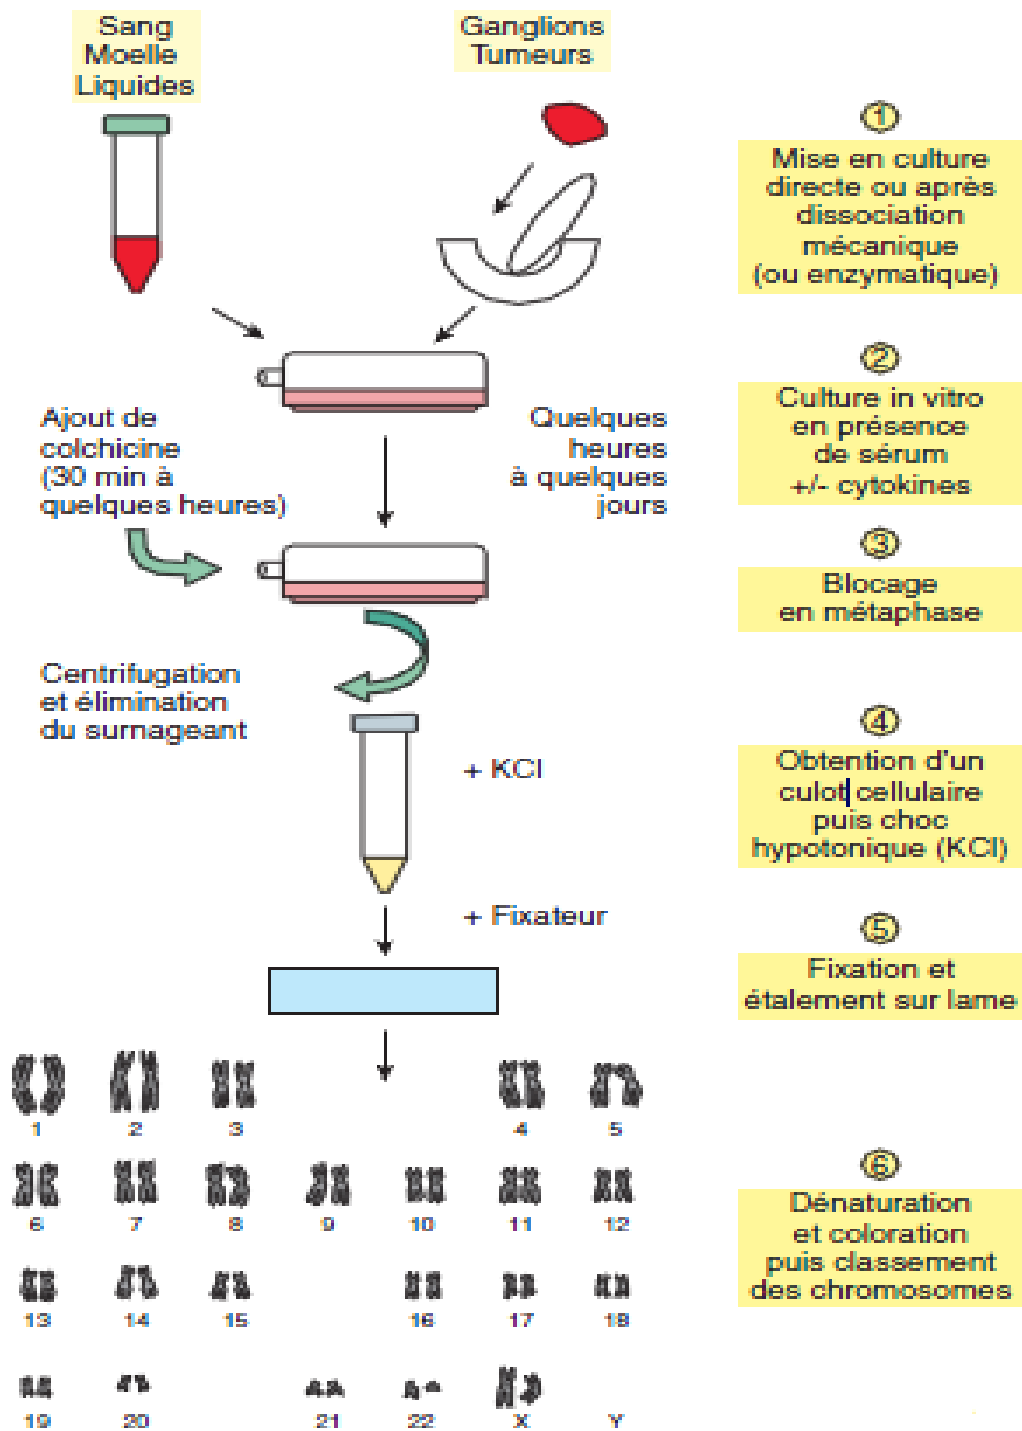 Sang
Moelle
Liquides
Ganglions
Tumeurs
1
Mise en culture
directe ou après
dissociation
mécanique
(ou enzymatique)
2
Culture in vitro
en présence
de sérum
+/- cytokines
Ajout de
colchicine
(30 min à
quelques heures)
Quelques
heures
à quelques
jours
3
Blocage
en métaphase
Centrifugation
et élimination
du surnageant
+ KCl
4
Obtention d'un
culot cellulaire
puis choc
hypotonique (KCl)
+ Fixateur
5
Fixation et
étalement sur lame
1 2 3 4 5
6 7 8 9 10 11 12
13 14 15 16 17 18
19 20 21 22 X Y
6
Dénaturation
et coloration
puis classement
des chromosomes